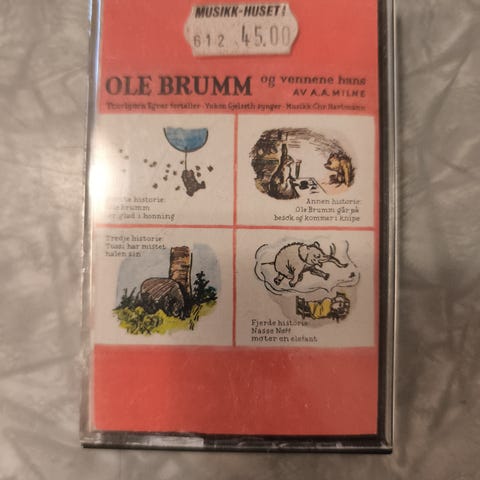 MUSIKK-HUSET!
612 45.00
OLE BRUMM og vennene hans
AV A.A. MILNE
Thorbjørn Egner forteller · Yukon Gjelseth synger · Musikk: Chr. Hartmann
historie:
Ole Brumm
er glad i honning
Annen historie:
Ole Brumm går på
besøk og kommer i knipe
Tredje historie:
Tussi har mistet
halen sin
Fjerde historie:
Nasse Nøff
møter en elefant